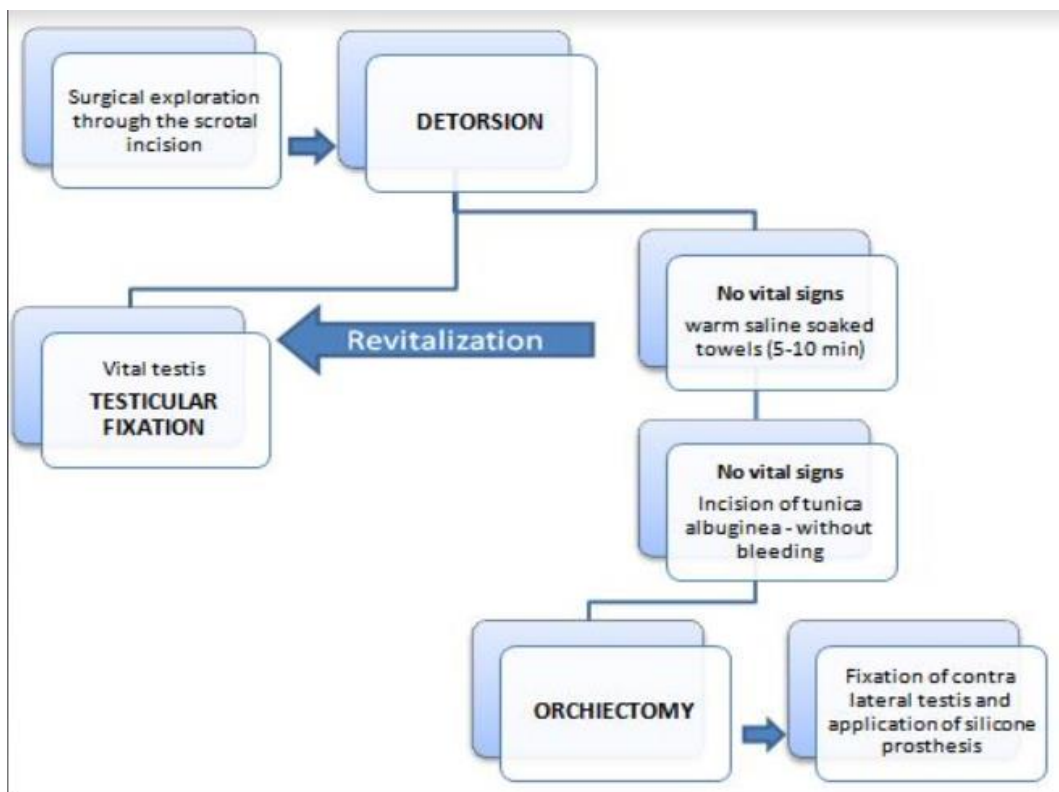 Surgical exploration
through the scrotal
incision
DETORSION
No vital signs
warm saline soaked
towels (5-10 min)
Revitalization
Vital testis
TESTICULAR
FIXATION
No vital signs
Incision of tunica
albuginea - without
bleeding
ORCHIECTOMY
Fixation of contra
lateral testis and
application of silicone
prosthesis